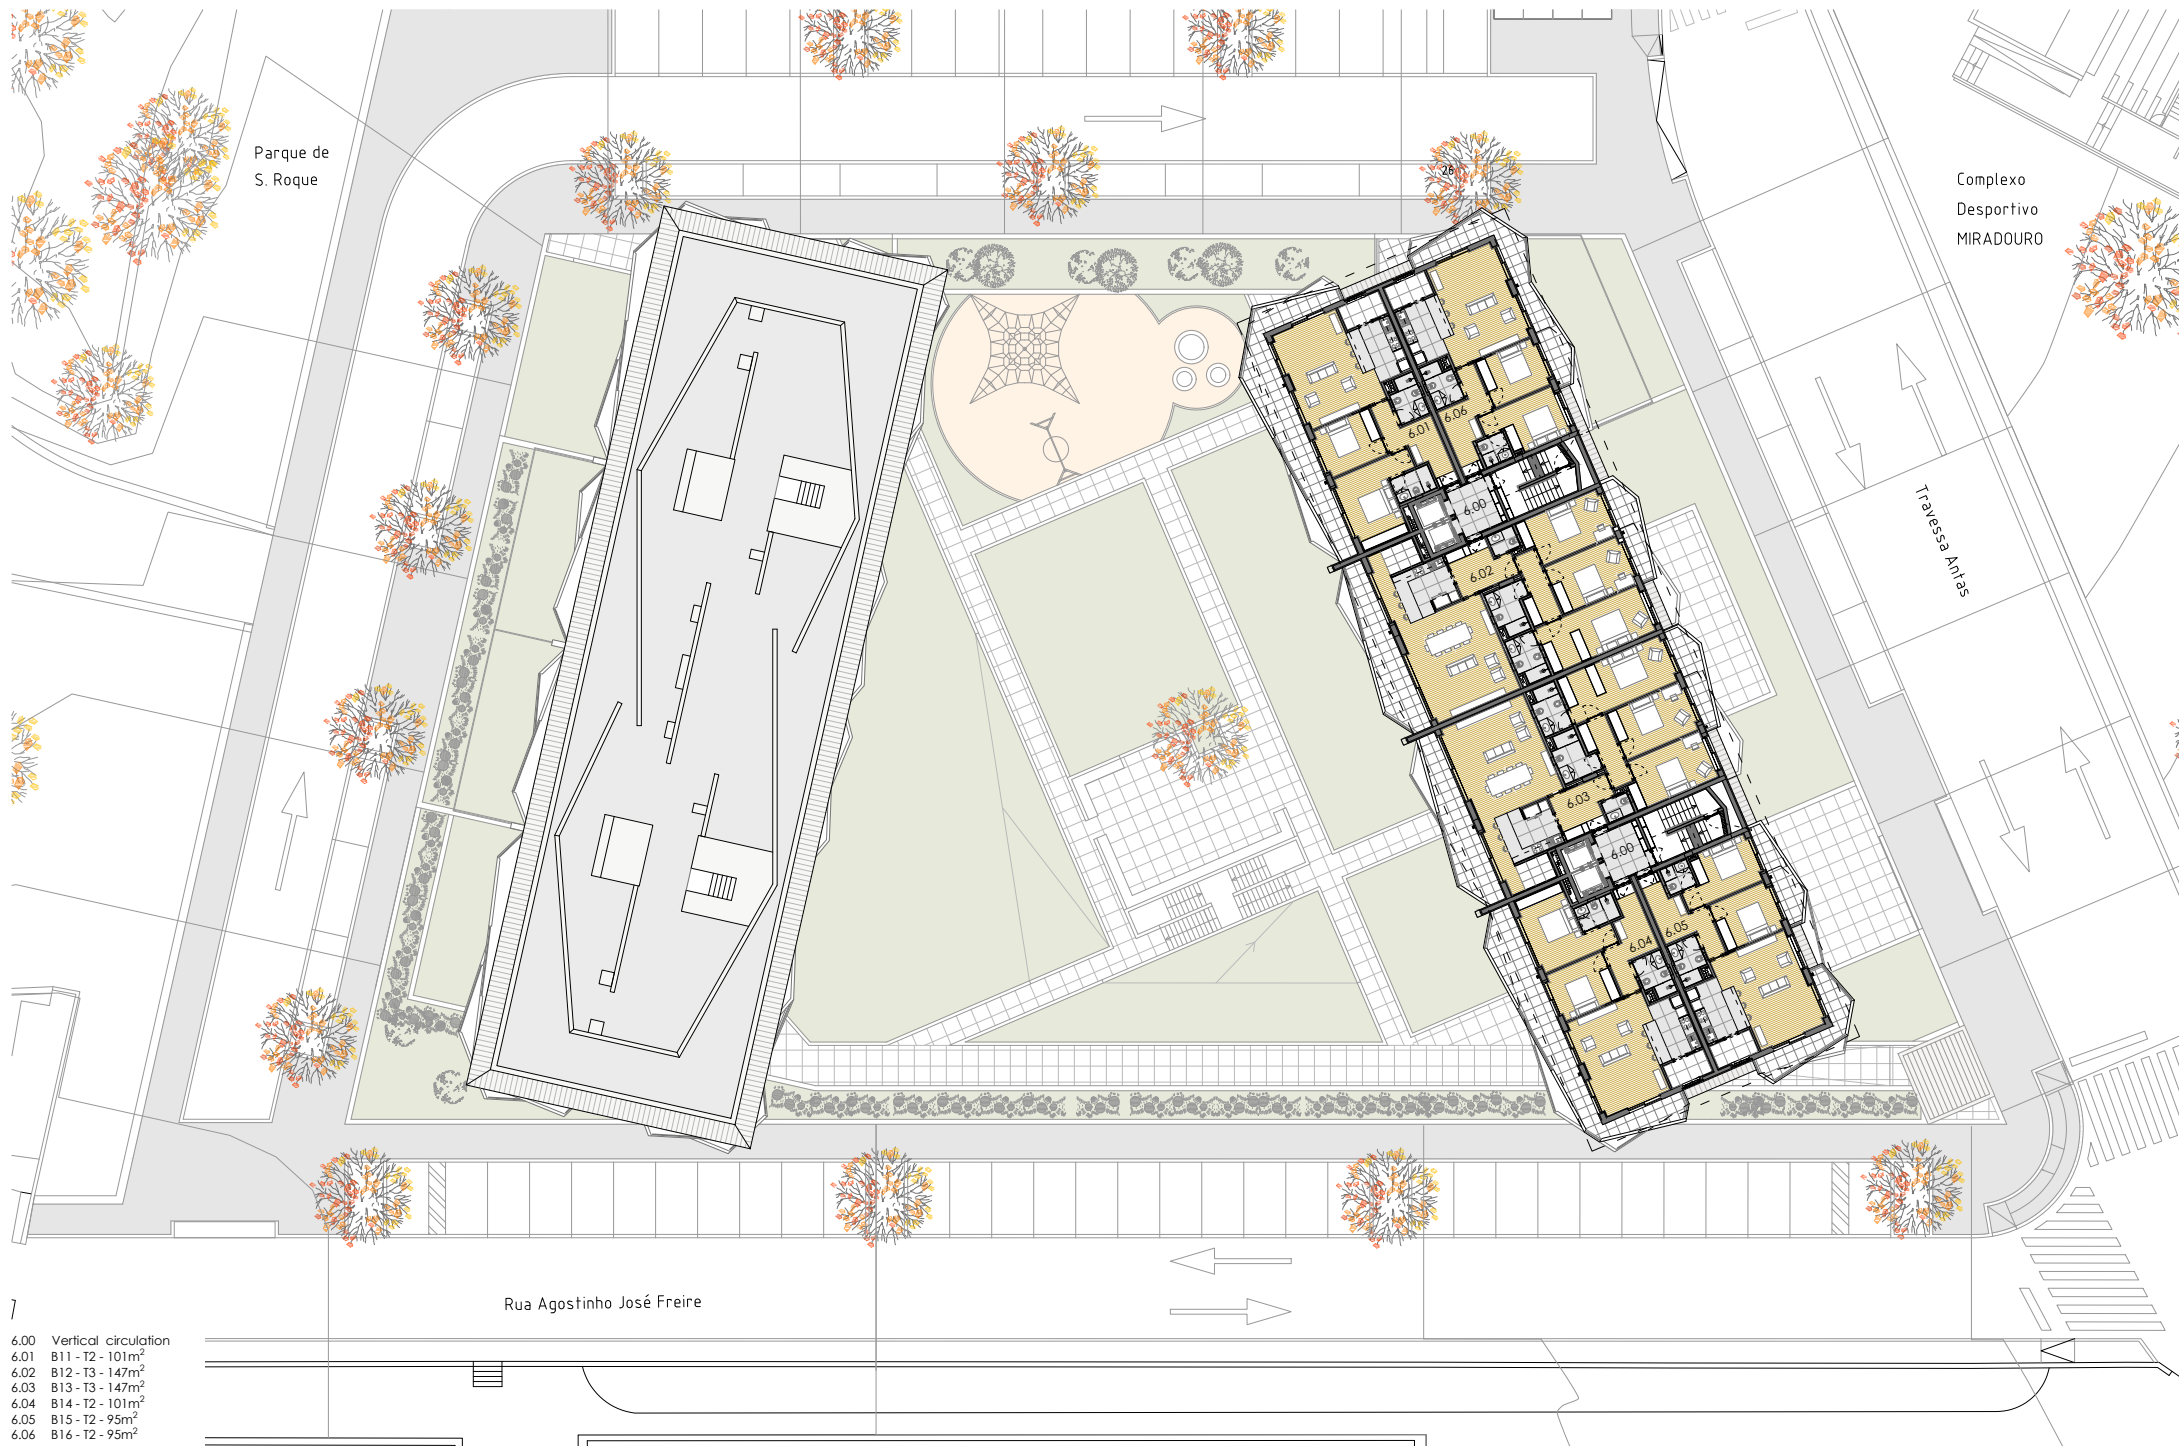 Parque de
S. Roque
26
Complexo
Desportivo
MIRADOURO
6.01
6.06
6.00
6.02
Travessa Antas
6.03
6.00
6.04
6.05
Rua Agostinho José Freire
6.00 Vertical circulation
6.01 B11 - T2 - 101m²
6.02 B12 - T3 - 147m²
6.03 B13 - T3 - 147m²
6.04 B14 - T2 - 101m²
6.05 B15 - T2 - 95m²
6.06 B16 - T2 - 95m²